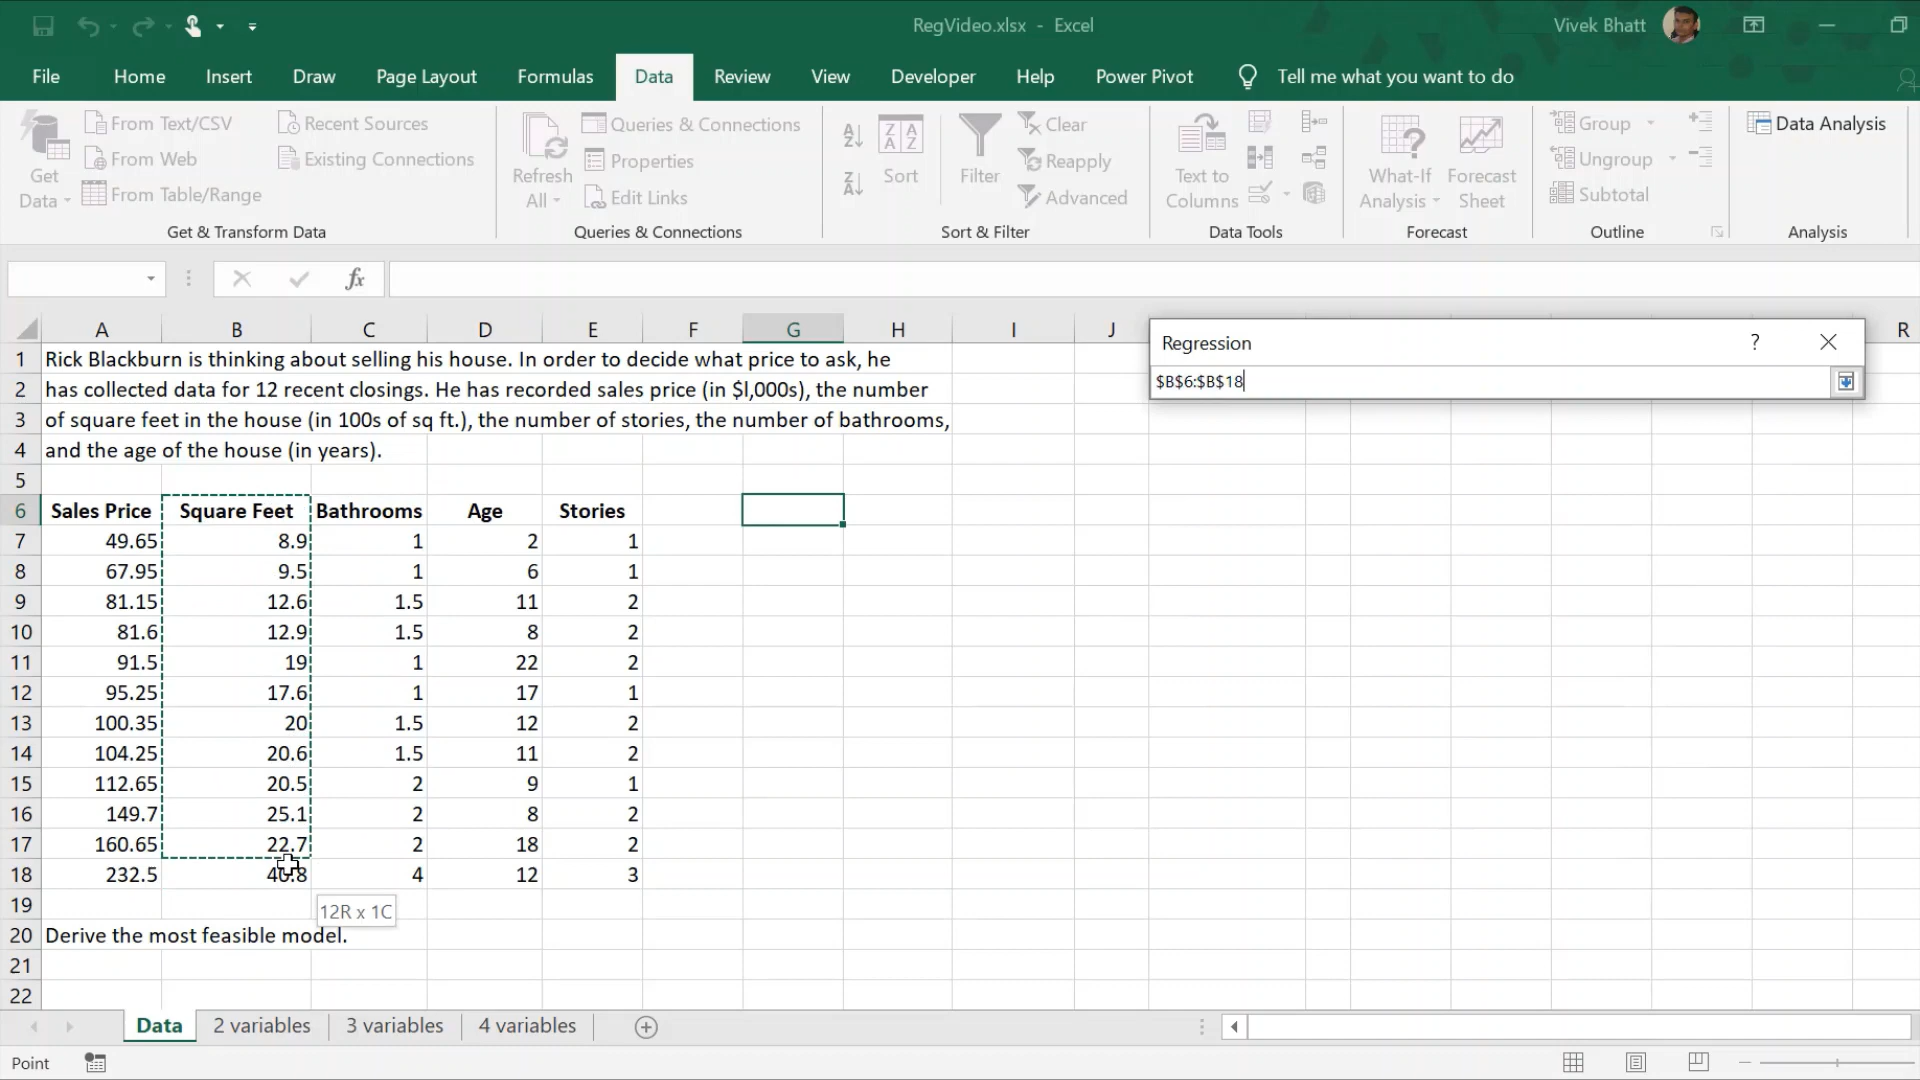 RegVideo.xlsx - Excel
Vivek Bhatt
File Home Insert Draw Page Layout Formulas Data Review View Developer Help Power Pivot Tell me what you want to do
Get Data
From Text/CSV
From Web
From Table/Range
Recent Sources
Existing Connections
Get & Transform Data
Refresh All
Queries & Connections
Properties
Edit Links
Queries & Connections
Sort
Filter
Clear
Reapply
Advanced
Sort & Filter
Text to Columns
Data Tools
What-If Analysis
Forecast Sheet
Forecast
Group
Ungroup
Subtotal
Outline
Data Analysis
Analysis
fx
A B C D E F G H I J R
Regression ?
$B$6:$B$18
1 Rick Blackburn is thinking about selling his house. In order to decide what price to ask, he
2 has collected data for 12 recent closings. He has recorded sales price (in $l,000s), the number
3 of square feet in the house (in 100s of sq ft.), the number of stories, the number of bathrooms,
4 and the age of the house (in years).
5
6 Sales Price Square Feet Bathrooms Age Stories
7 49.65 8.9 1 2 1
8 67.95 9.5 1 6 1
9 81.15 12.6 1.5 11 2
10 81.6 12.9 1.5 8 2
11 91.5 19 1 22 2
12 95.25 17.6 1 17 1
13 100.35 20 1.5 12 2
14 104.25 20.6 1.5 11 2
15 112.65 20.5 2 9 1
16 149.7 25.1 2 8 2
17 160.65 22.7 2 18 2
18 232.5 40.8 4 12 3
19
12R x 1C
20 Derive the most feasible model.
21
22
Data 2 variables 3 variables 4 variables
Point